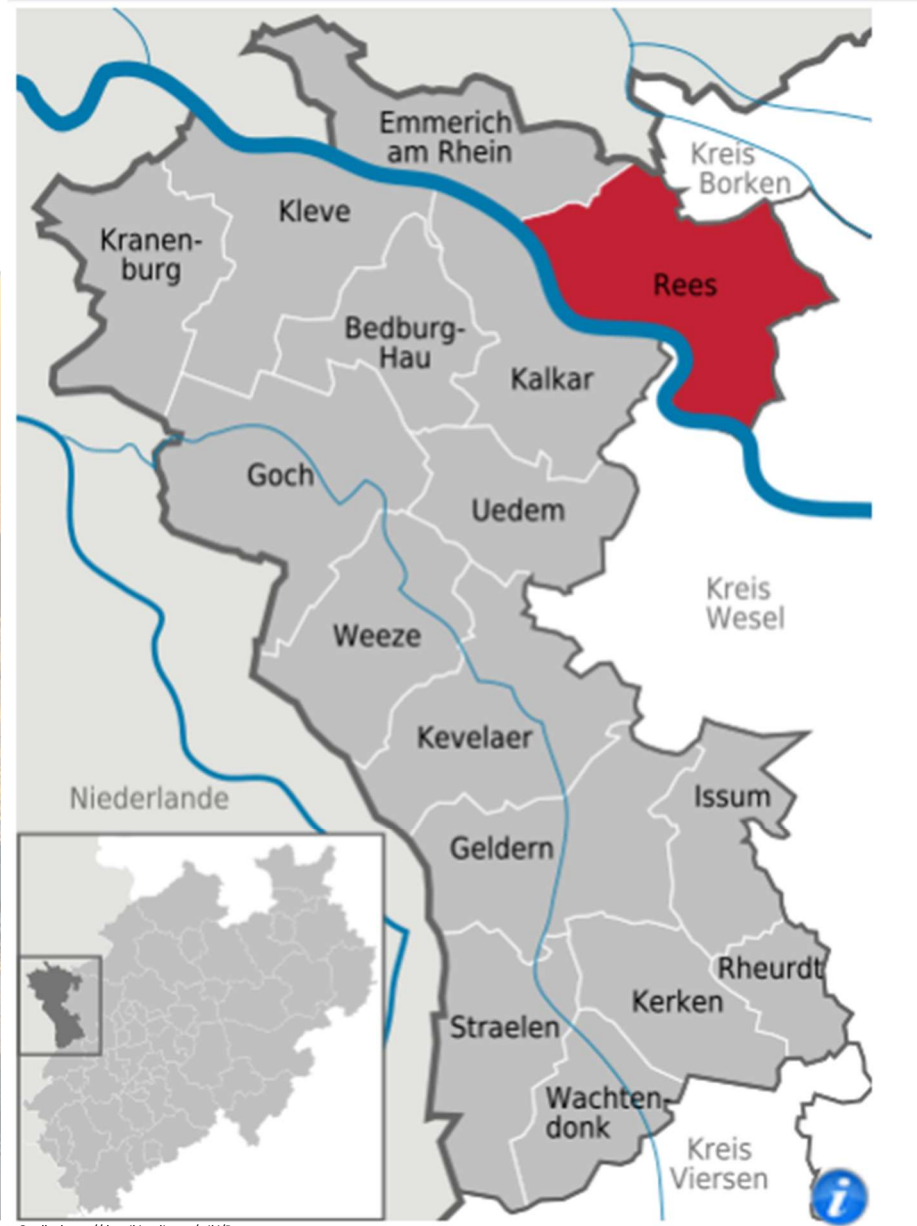 Emmerich
am Rhein
Kreis
Borken
Kleve
Kranen-
burg
Rees
Bedburg-
Hau
Kalkar
Goch
Uedem
Kreis
Wesel
Weeze
Kevelaer
Niederlande
Issum
Geldern
Rheurdt
Kerken
Straelen
Wachten-
donk
Kreis
Viersen
i